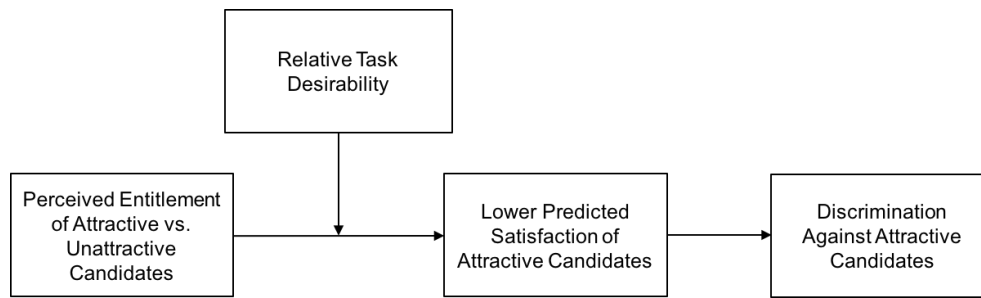 Relative Task
Desirability
Perceived Entitlement
of Attractive vs.
Unattractive
Candidates
Lower Predicted
Satisfaction of
Attractive Candidates
Discrimination
Against Attractive
Candidates